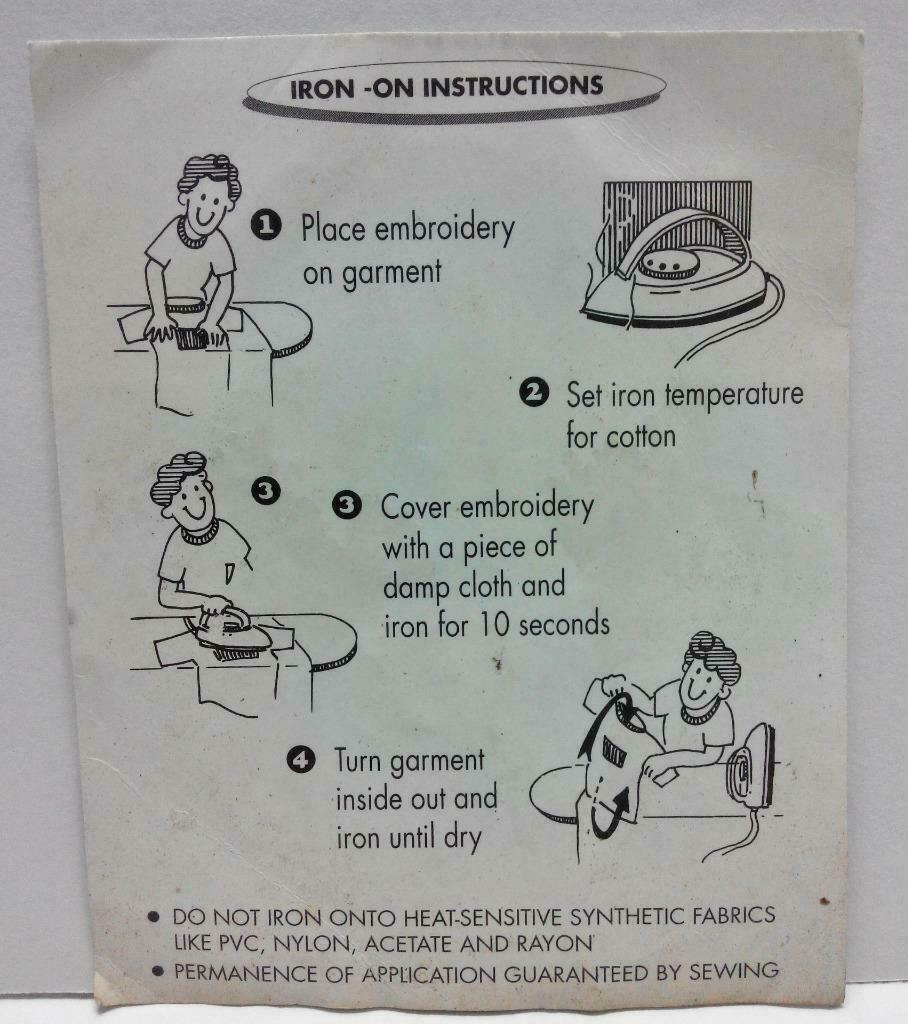 IRON -ON INSTRUCTIONS
1 Place embroidery
on garment
2 Set iron temperature
for cotton
3
3 Cover embroidery
with a piece of
damp cloth and
iron for 10 seconds
4 Turn garment
inside out and
iron until dry
• DO NOT IRON ONTO HEAT-SENSITIVE SYNTHETIC FABRICS
LIKE PVC, NYLON, ACETATE AND RAYON
• PERMANENCE OF APPLICATION GUARANTEED BY SEWING